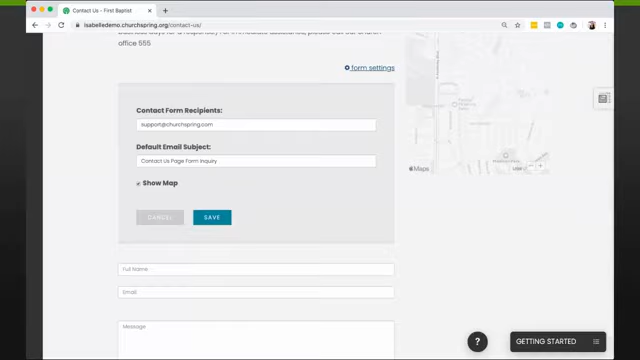 Contact Us - First Baptist
isabelledemo.churchspring.org/contact-us/
office 555
form settings
Contact Form Recipients:
support@churchspring.com
Default Email Subject:
Contact Us Page Form Inquiry
Show Map
CANCEL
SAVE
Maps
Full Name
Email
Message
?
GETTING STARTED